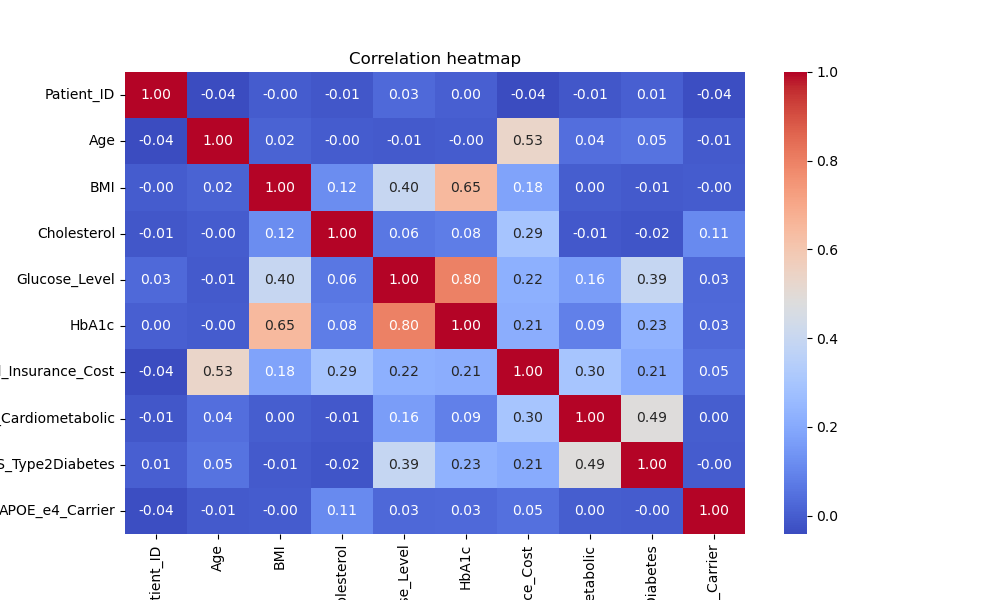 Correlation heatmap
Patient_ID 1.00 -0.04 -0.00 -0.01 0.03 0.00 -0.04 -0.01 0.01 -0.04
Age -0.04 1.00 0.02 -0.00 -0.01 -0.00 0.53 0.04 0.05 -0.01
BMI -0.00 0.02 1.00 0.12 0.40 0.65 0.18 0.00 -0.01 -0.00
Cholesterol -0.01 -0.00 0.12 1.00 0.06 0.08 0.29 -0.01 -0.02 0.11
Glucose_Level 0.03 -0.01 0.40 0.06 1.00 0.80 0.22 0.16 0.39 0.03
HbA1c 0.00 -0.00 0.65 0.08 0.80 1.00 0.21 0.09 0.23 0.03
l_Insurance_Cost -0.04 0.53 0.18 0.29 0.22 0.21 1.00 0.30 0.21 0.05
_Cardiometabolic -0.01 0.04 0.00 -0.01 0.16 0.09 0.30 1.00 0.49 0.00
S_Type2Diabetes 0.01 0.05 -0.01 -0.02 0.39 0.23 0.21 0.49 1.00 -0.00
APOE_e4_Carrier -0.04 -0.01 -0.00 0.11 0.03 0.03 0.05 0.00 -0.00 1.00
tient_ID
Age
BMI
olesterol
se_Level
HbA1c
ce_Cost
etabolic
Diabetes
_Carrier
1.0
0.8
0.6
0.4
0.2
0.0